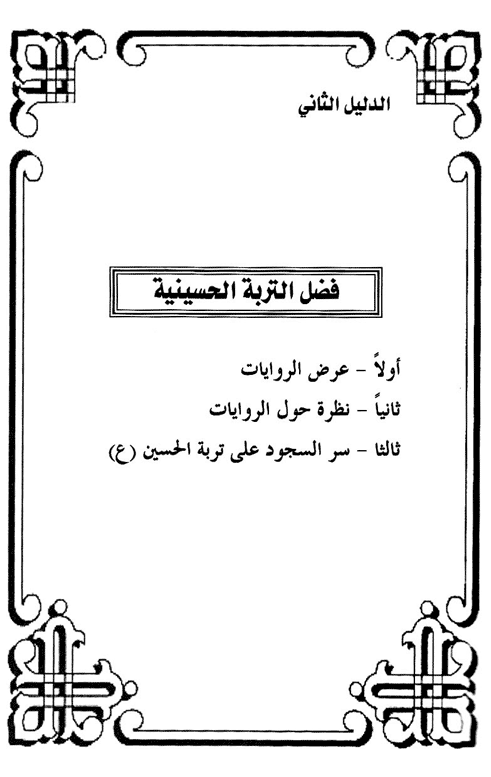 الدليل الثاني
فضل التربة الحسينية
أولاً - عرض الروايات
ثانياً - نظرة حول الروايات
ثالثا - سر السجود على تربة الحسين (ع)